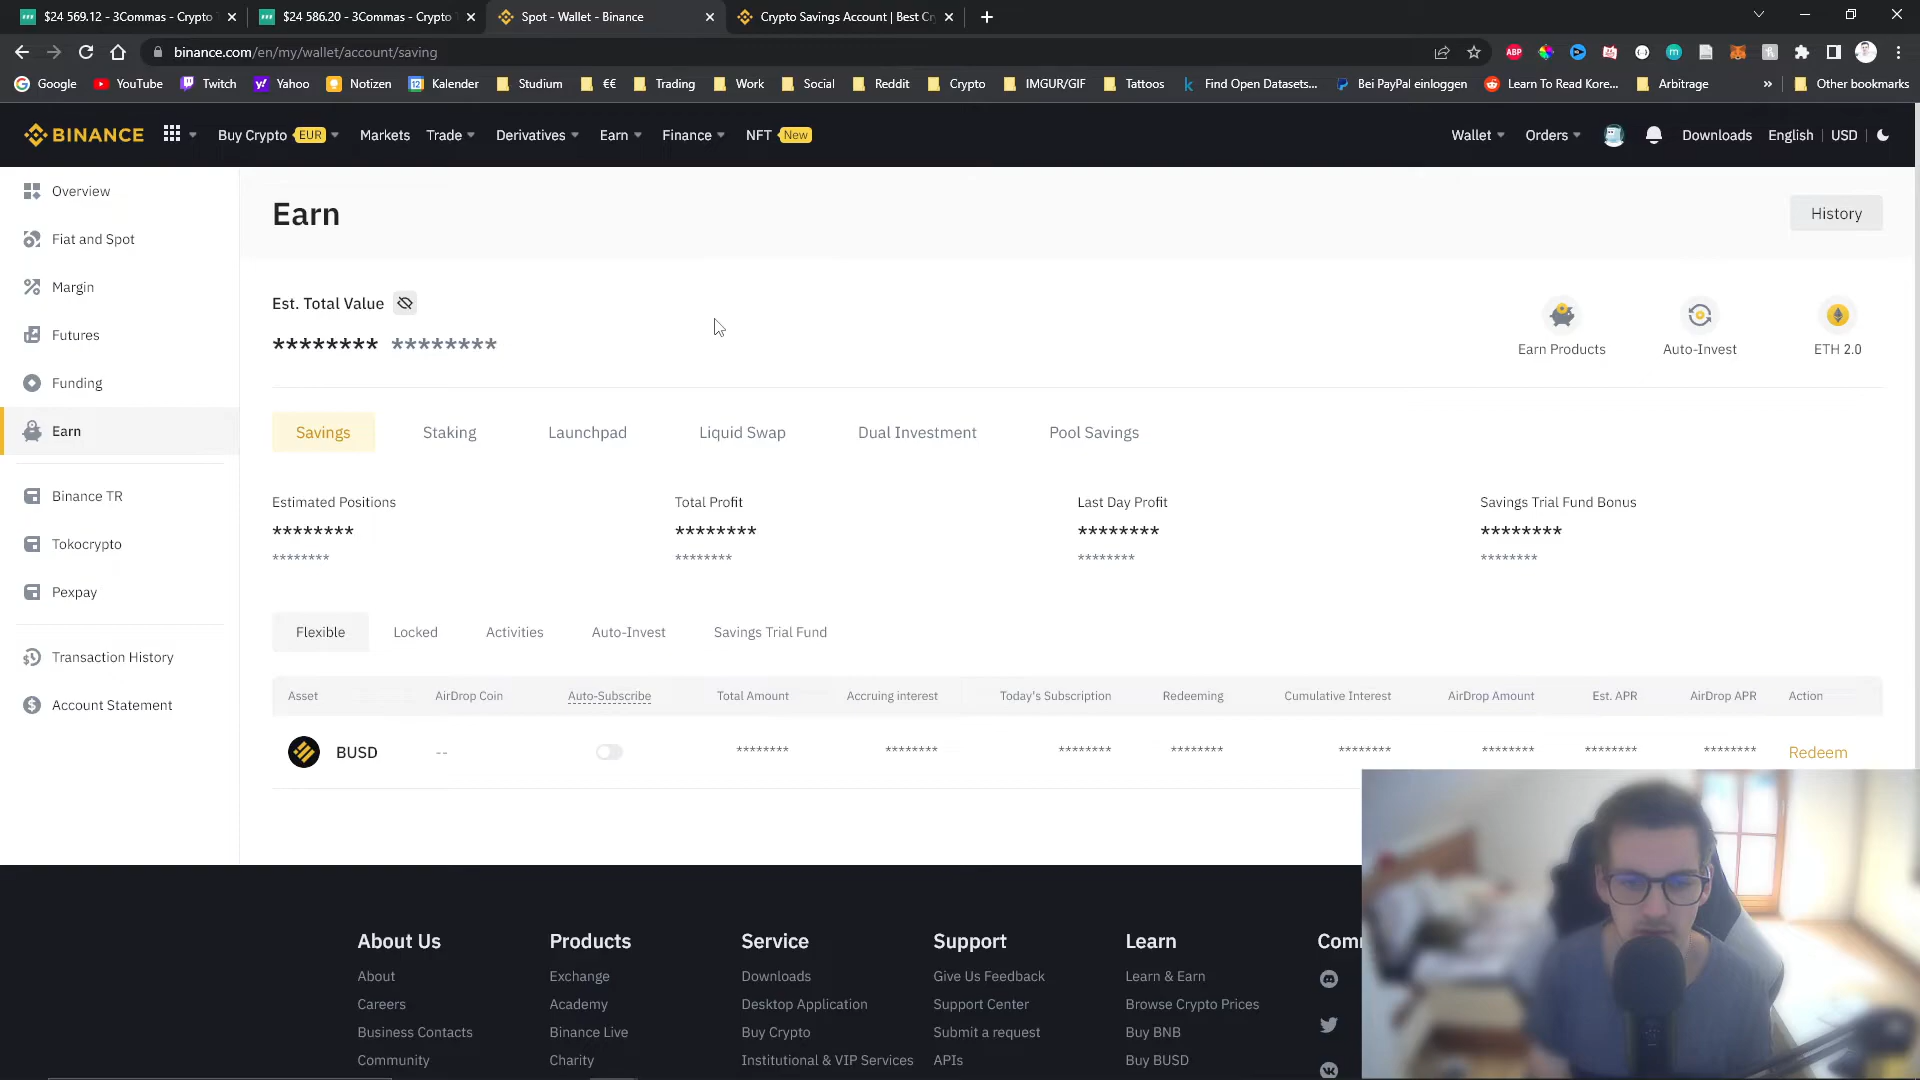 $24 569.12 - 3Commas - Crypto
$24 586.20 - 3Commas - Crypto
Spot - Wallet - Binance
Crypto Savings Account | Best Cr
binance.com/en/my/wallet/account/saving
ABP
Google
YouTube
Twitch
Yahoo
Notizen
Kalender
Studium
€€
Trading
Work
Social
Reddit
Crypto
IMGUR/GIF
Tattoos
Find Open Datasets...
Bei PayPal einloggen
Learn To Read Kore...
Arbitrage
»
Other bookmarks
BINANCE
Buy Crypto EUR
Markets
Trade
Derivatives
Earn
Finance
NFT New
Wallet
Orders
Downloads
English
USD
Overview
Fiat and Spot
Margin
Futures
Funding
Earn
Binance TR
Tokocrypto
Pexpay
Transaction History
Account Statement
Earn
History
Est. Total Value
******** ********
Earn Products
Auto-Invest
ETH 2.0
Savings
Staking
Launchpad
Liquid Swap
Dual Investment
Pool Savings
Estimated Positions
********
********
Total Profit
********
********
Last Day Profit
********
********
Savings Trial Fund Bonus
********
********
Flexible
Locked
Activities
Auto-Invest
Savings Trial Fund
Asset
AirDrop Coin
Auto-Subscribe
Total Amount
Accruing interest
Today's Subscription
Redeeming
Cumulative Interest
AirDrop Amount
Est. APR
AirDrop APR
Action
BUSD
--
********
********
********
********
********
********
********
********
Redeem
About Us
About
Careers
Business Contacts
Community
Products
Exchange
Academy
Binance Live
Charity
Service
Downloads
Desktop Application
Buy Crypto
Institutional & VIP Services
Support
Give Us Feedback
Support Center
Submit a request
APIs
Learn
Learn & Earn
Browse Crypto Prices
Buy BNB
Buy BUSD